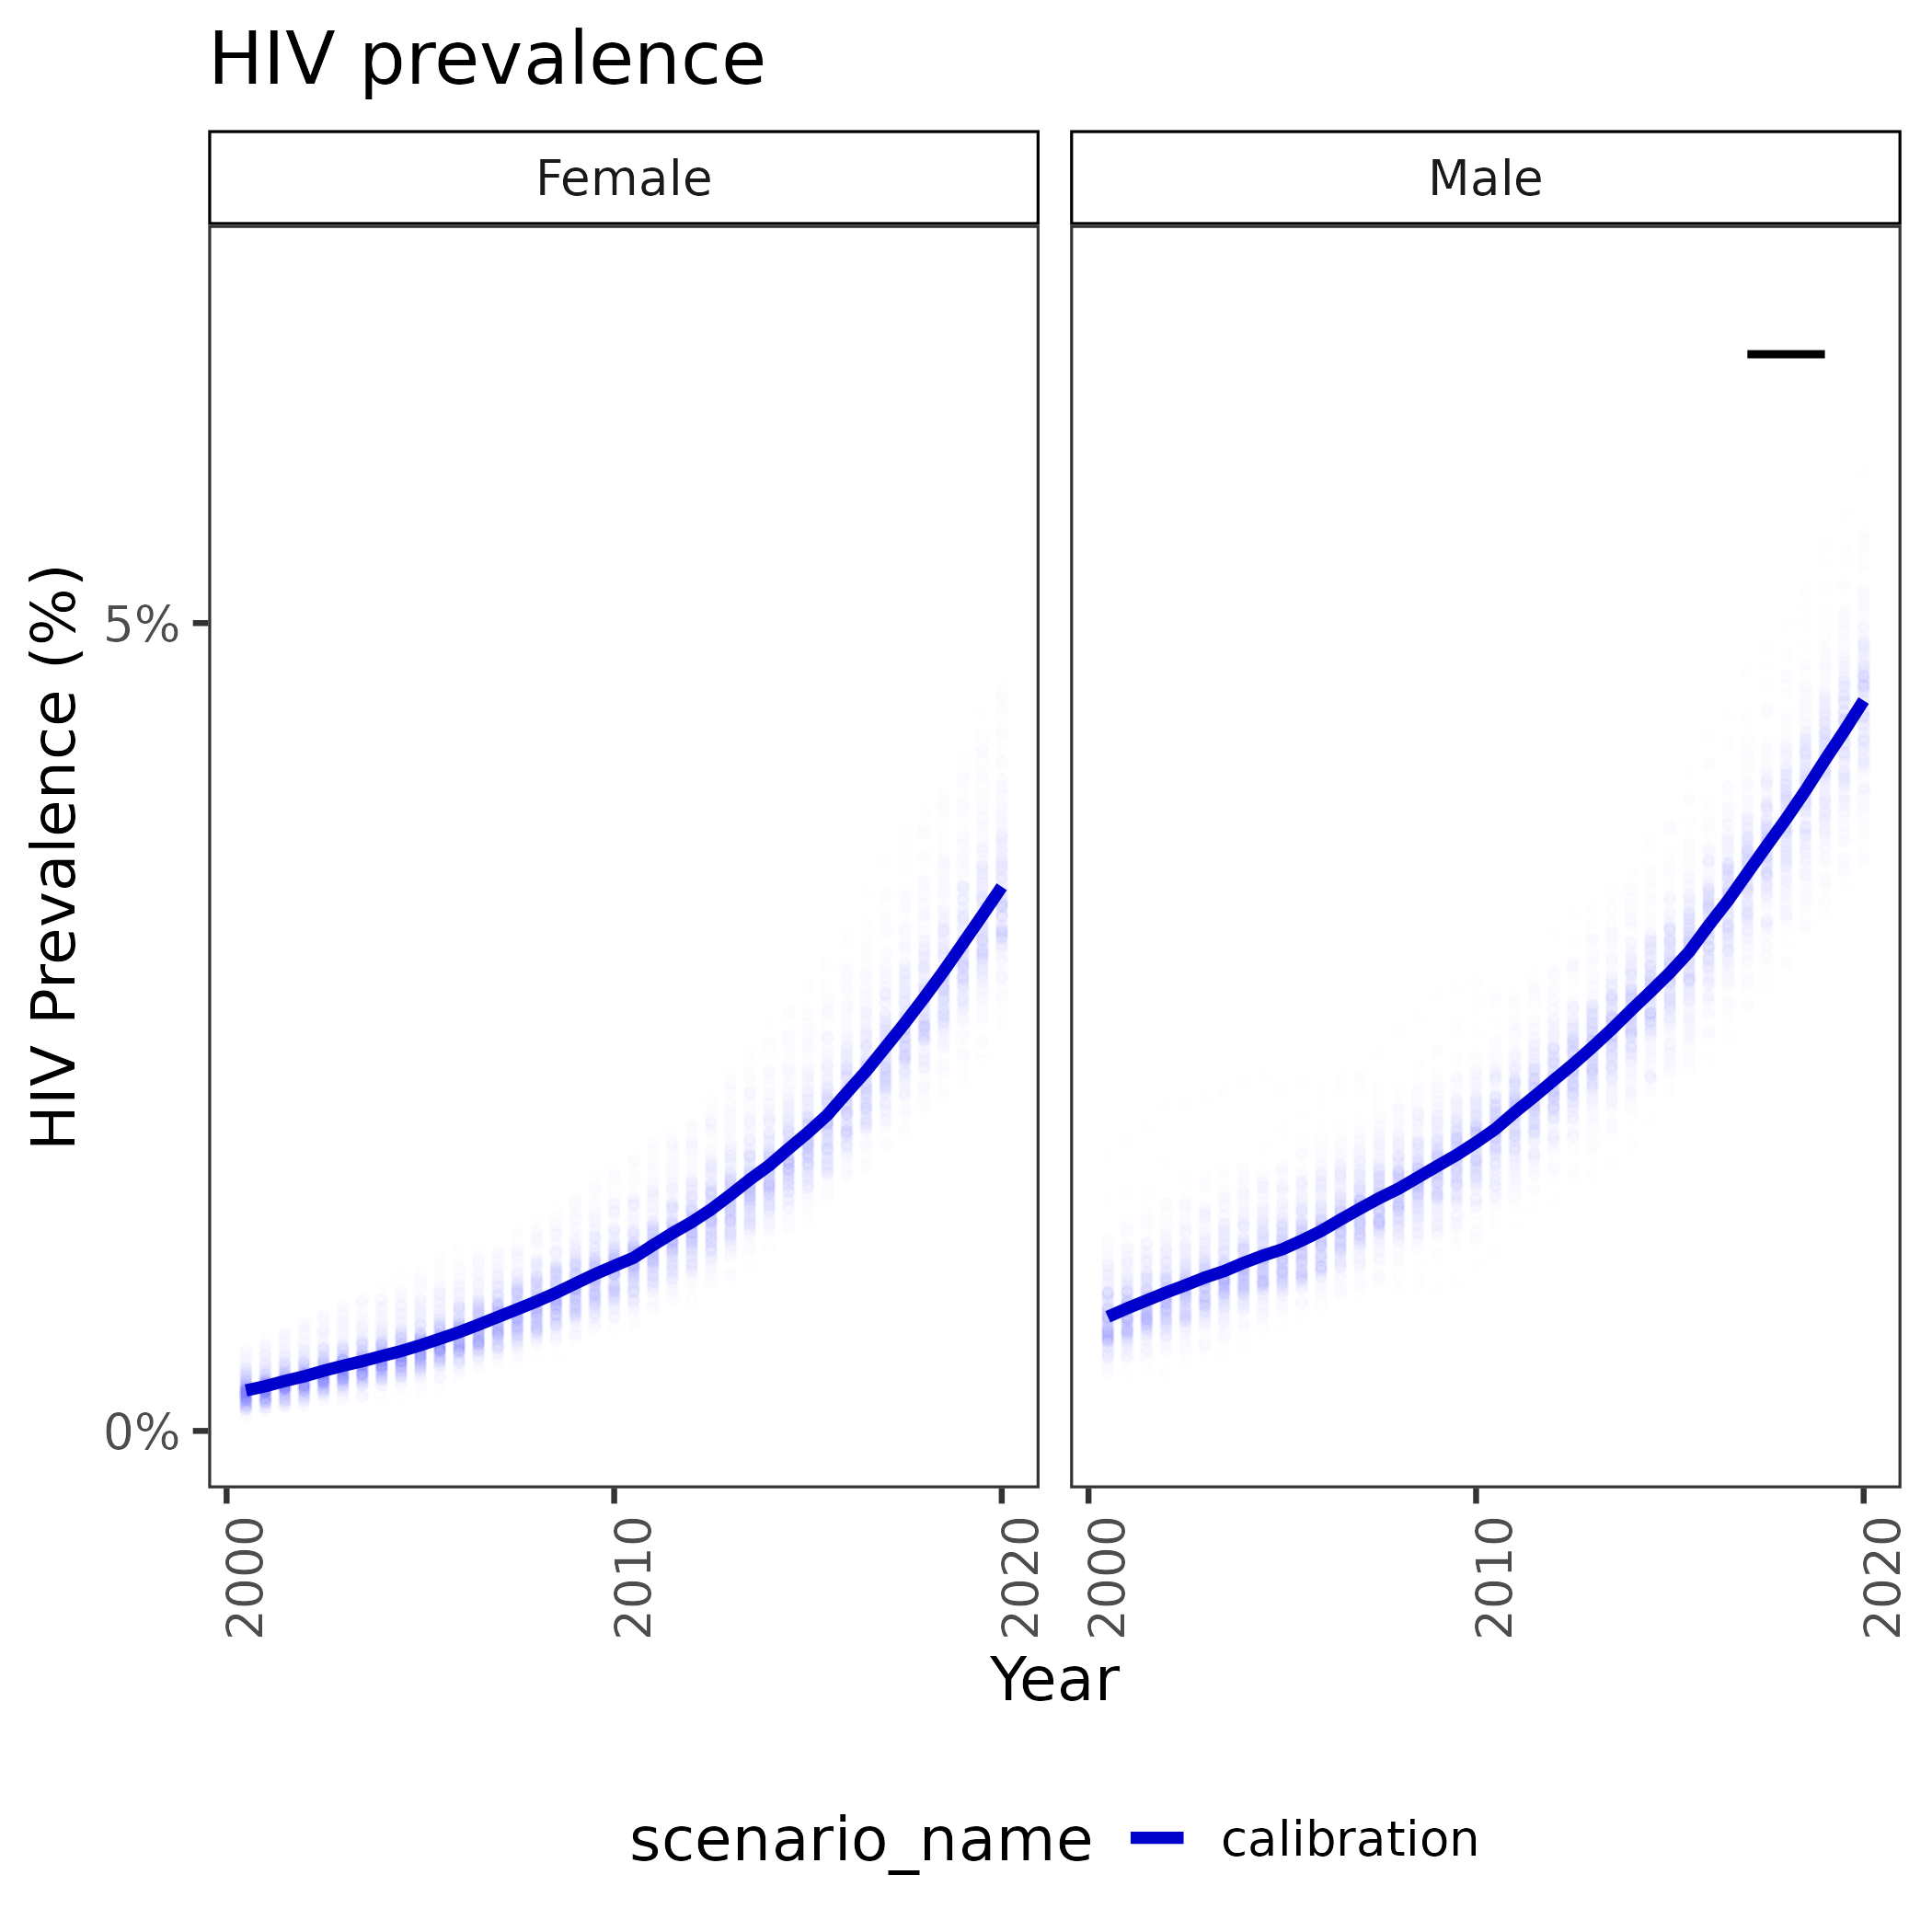 HIV prevalence
Female
Male
HIV Prevalence (%)
5%
0%
2000
2010
2020
2000
2010
2020
Year
scenario_name
calibration